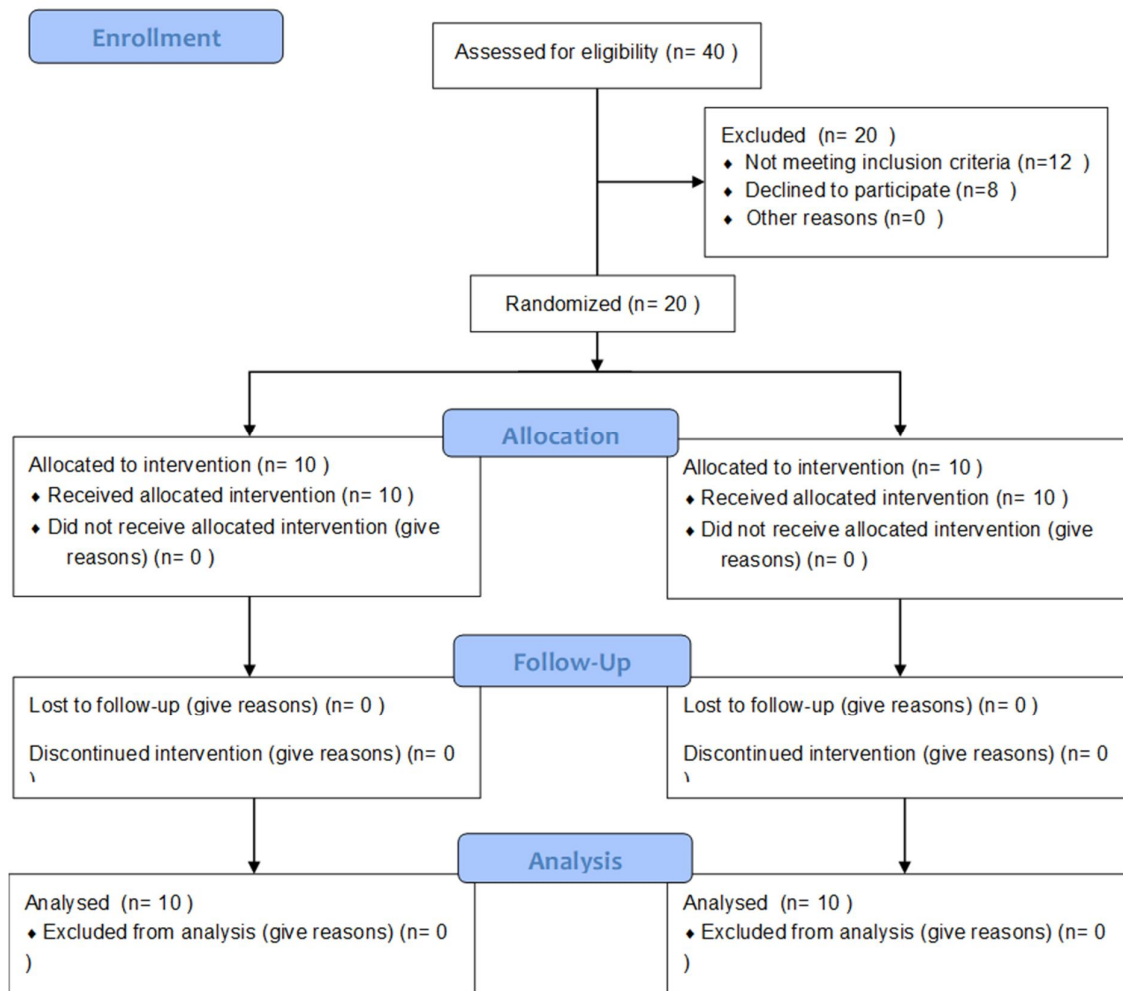 Enrollment
Assessed for eligibility (n= 40 )
Excluded (n= 20 )
♦ Not meeting inclusion criteria (n=12 )
♦ Declined to participate (n=8 )
♦ Other reasons (n=0 )
Randomized (n= 20 )
Allocation
Allocated to intervention (n= 10 )
♦ Received allocated intervention (n= 10 )
♦ Did not receive allocated intervention (give
reasons) (n= 0 )
Allocated to intervention (n= 10 )
♦ Received allocated intervention (n= 10 )
♦ Did not receive allocated intervention (give
reasons) (n= 0 )
Follow-Up
Lost to follow-up (give reasons) (n= 0 )
Discontinued intervention (give reasons) (n= 0
)
Lost to follow-up (give reasons) (n= 0 )
Discontinued intervention (give reasons) (n= 0
)
Analysis
Analysed (n= 10 )
♦ Excluded from analysis (give reasons) (n= 0
)
Analysed (n= 10 )
♦ Excluded from analysis (give reasons) (n= 0
)